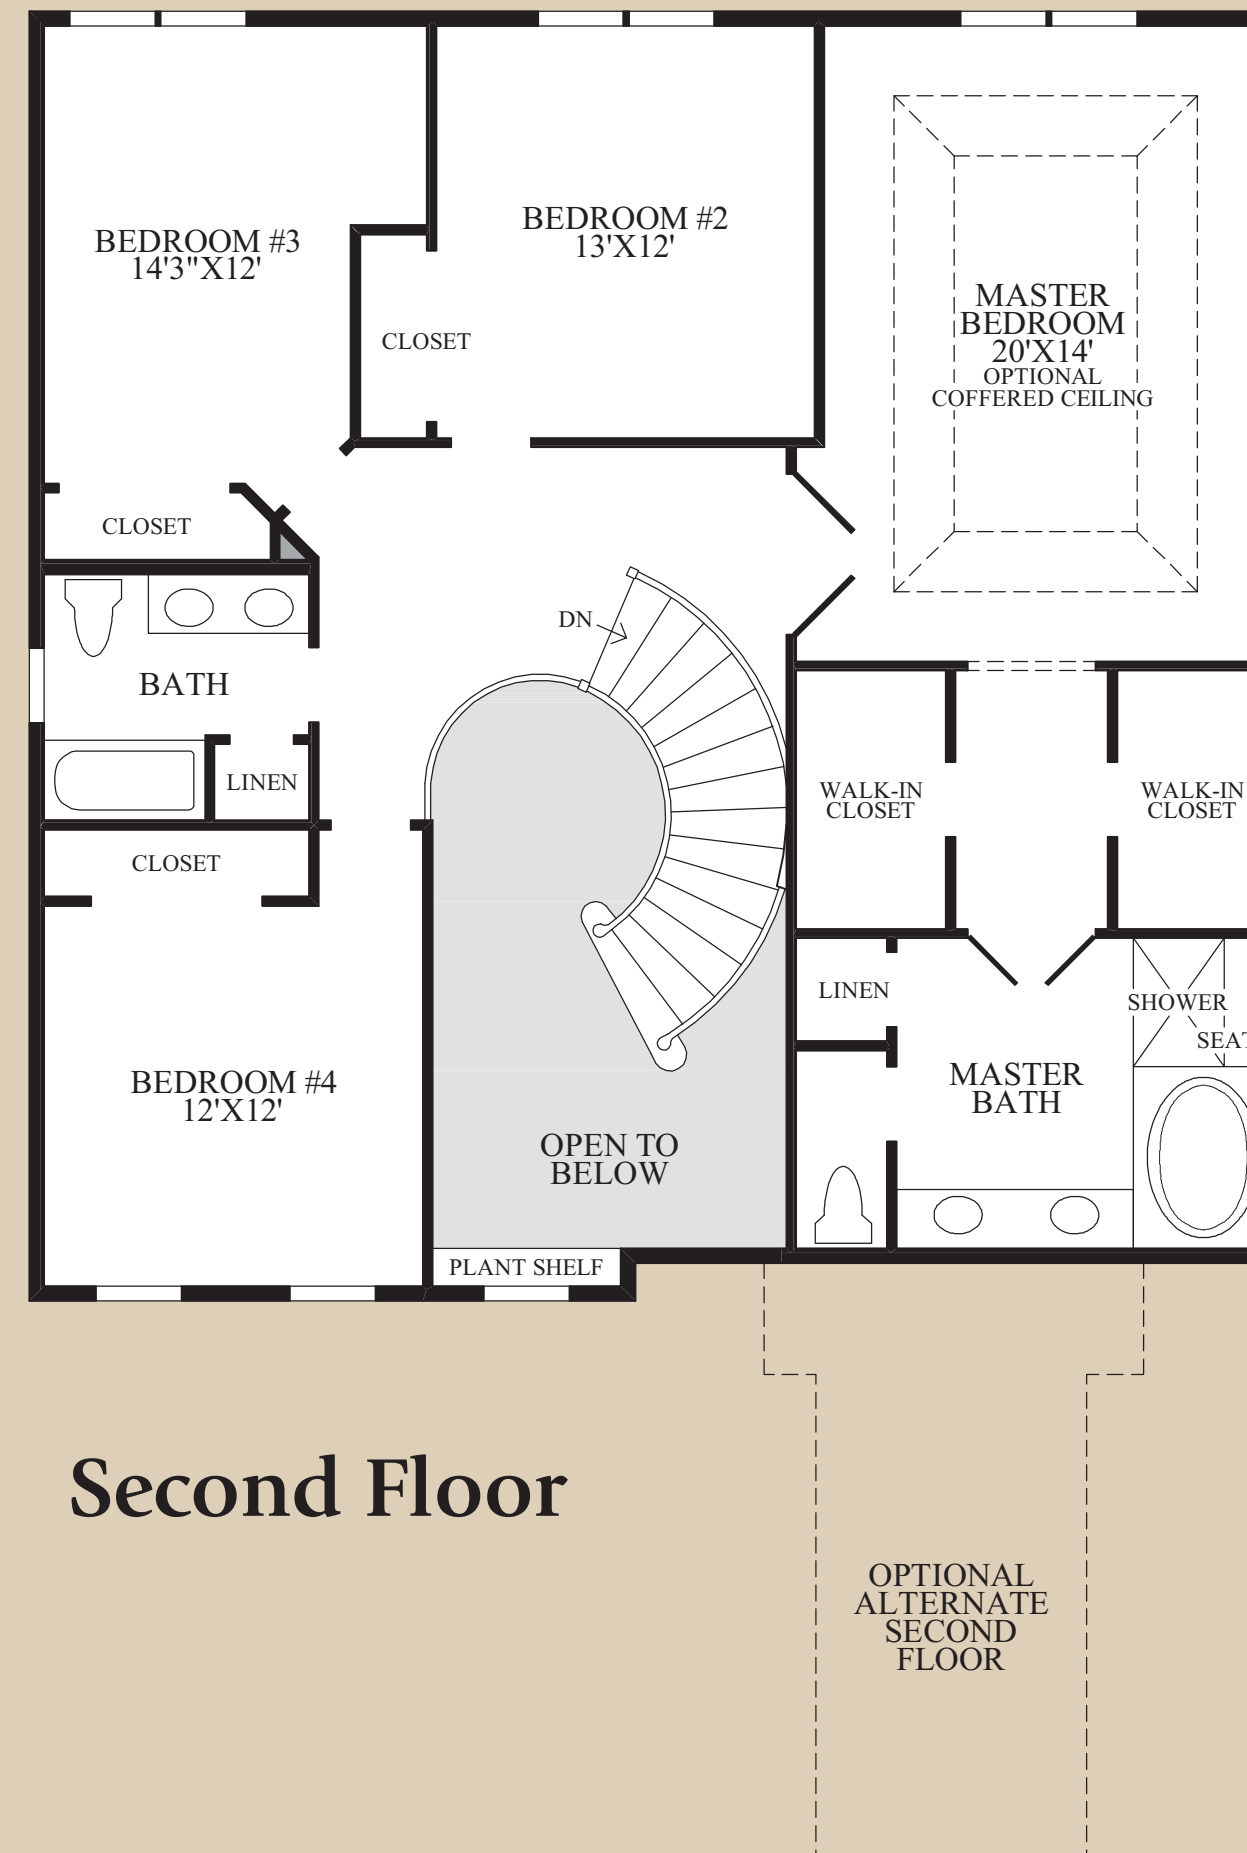 BEDROOM #3
14'3"X12'
BEDROOM #2
13'X12'
MASTER
BEDROOM
20'X14'
OPTIONAL
COFFERED CEILING
CLOSET
CLOSET
DN
BATH
LINEN
CLOSET
WALK-IN
CLOSET
WALK-IN
CLOSET
LINEN
SHOWER
SEAT
MASTER
BATH
BEDROOM #4
12'X12'
OPEN TO
BELOW
PLANT SHELF
Second Floor
OPTIONAL
ALTERNATE
SECOND
FLOOR